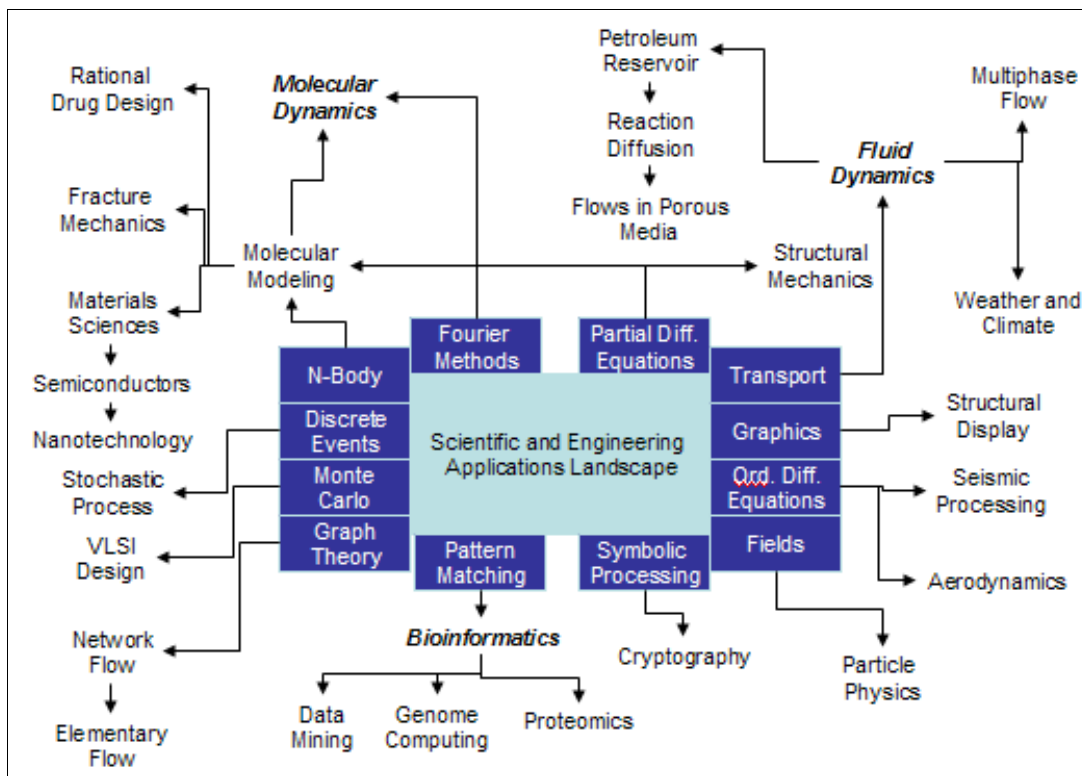 Rational
Drug Design
Molecular
Dynamics
Petroleum
Reservoir
Multiphase
Flow
Reaction
Diffusion
Fluid
Dynamics
Fracture
Mechanics
Flows in Porous
Media
Molecular
Modeling
Structural
Mechanics
Materials
Sciences
Weather and
Climate
Fourier
Methods
Partial Diff.
Equations
Semiconductors
N-Body
Transport
Nanotechnology
Discrete
Events
Scientific and Engineering
Applications Landscape
Graphics
Structural
Display
Stochastic
Process
Monte
Carlo
Ord. Diff.
Equations
Seismic
Processing
VLSI
Design
Graph
Theory
Pattern
Matching
Symbolic
Processing
Fields
Aerodynamics
Network
Flow
Bioinformatics
Cryptography
Particle
Physics
Elementary
Flow
Data
Mining
Genome
Computing
Proteomics